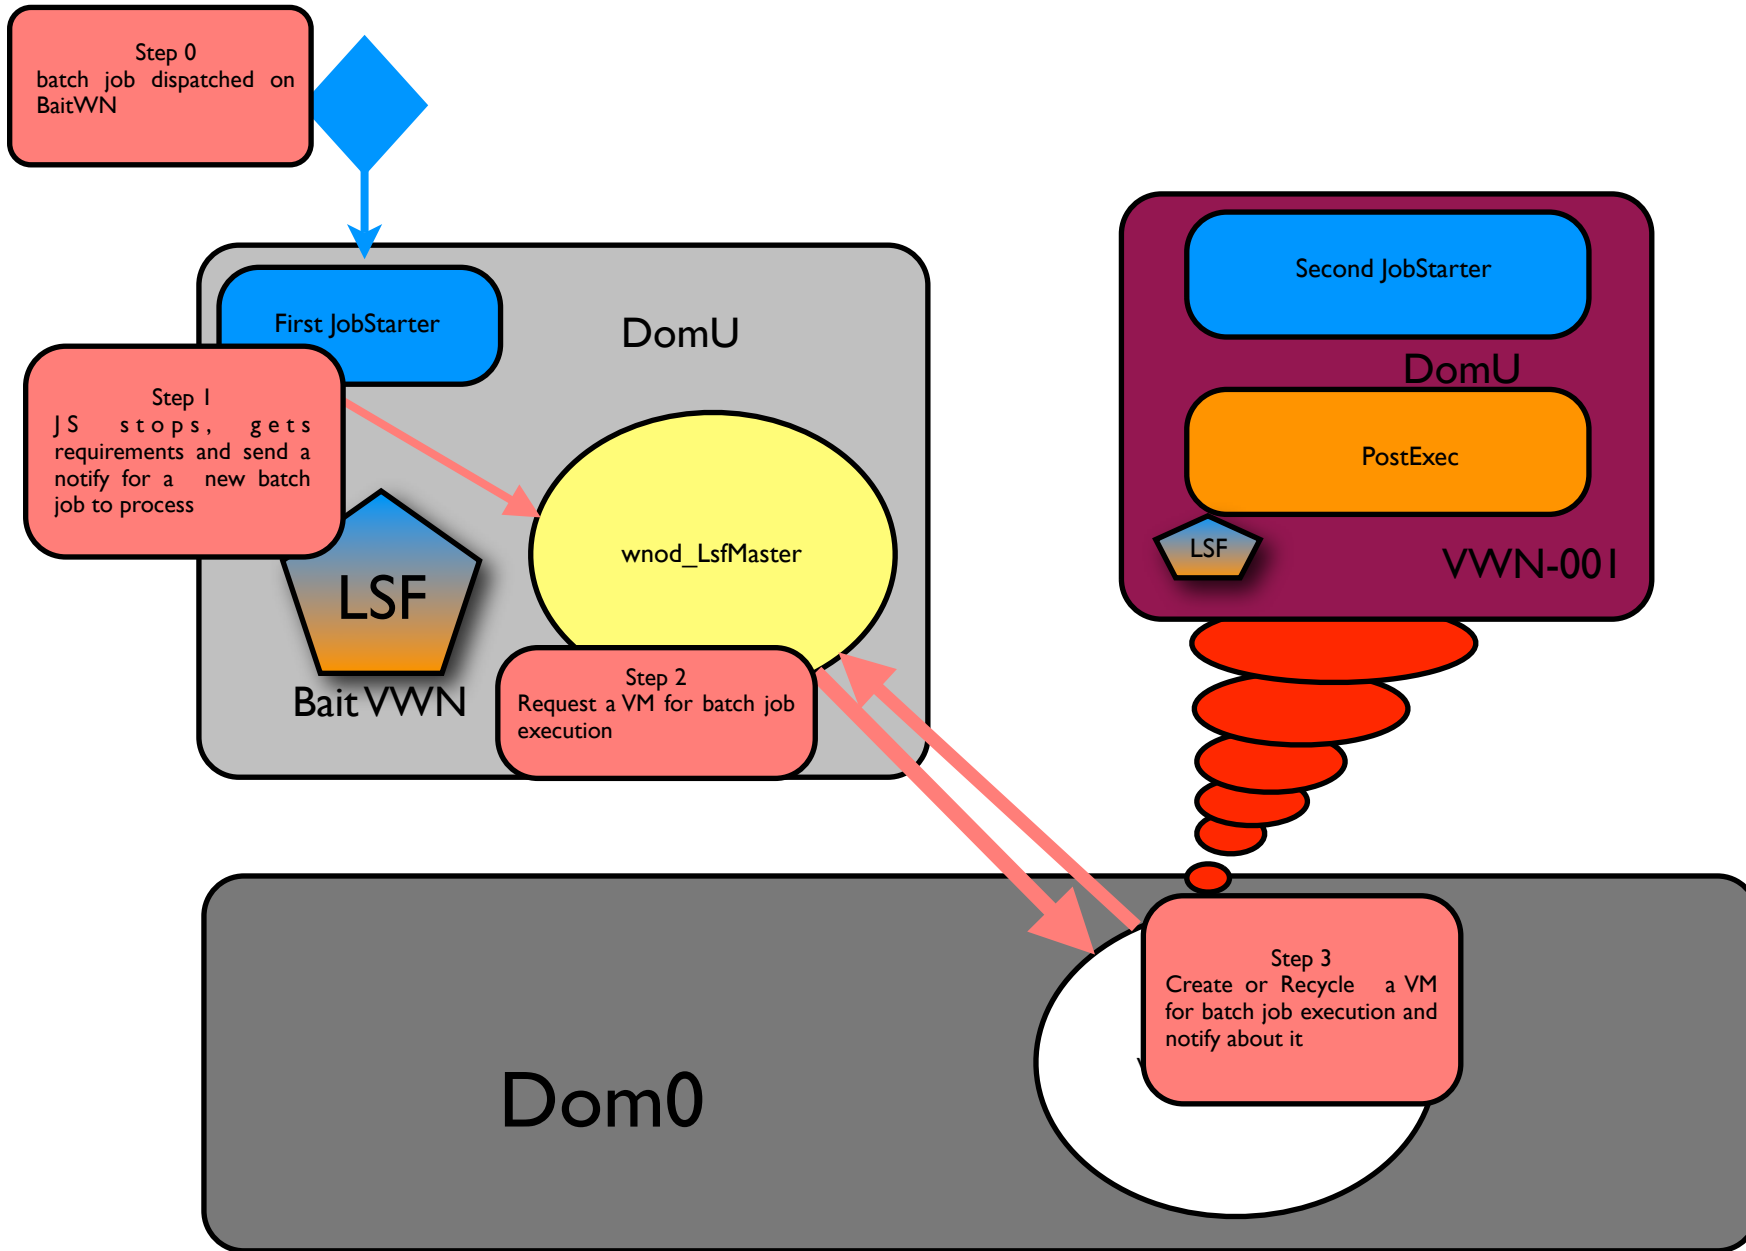 Step 0
batch job dispatched on
BaitWN
First JobStarter
DomU
Step 1
JS stops, gets
requirements and send a
notify for a new batch
job to process
wnod_LsfMaster
LSF
Bait VWN
Step 2
Request a VM for batch job
execution
Second JobStarter
DomU
PostExec
LSF
VWN-001
Step 3
Create or Recycle a VM
for batch job execution and
notify about it
Dom0